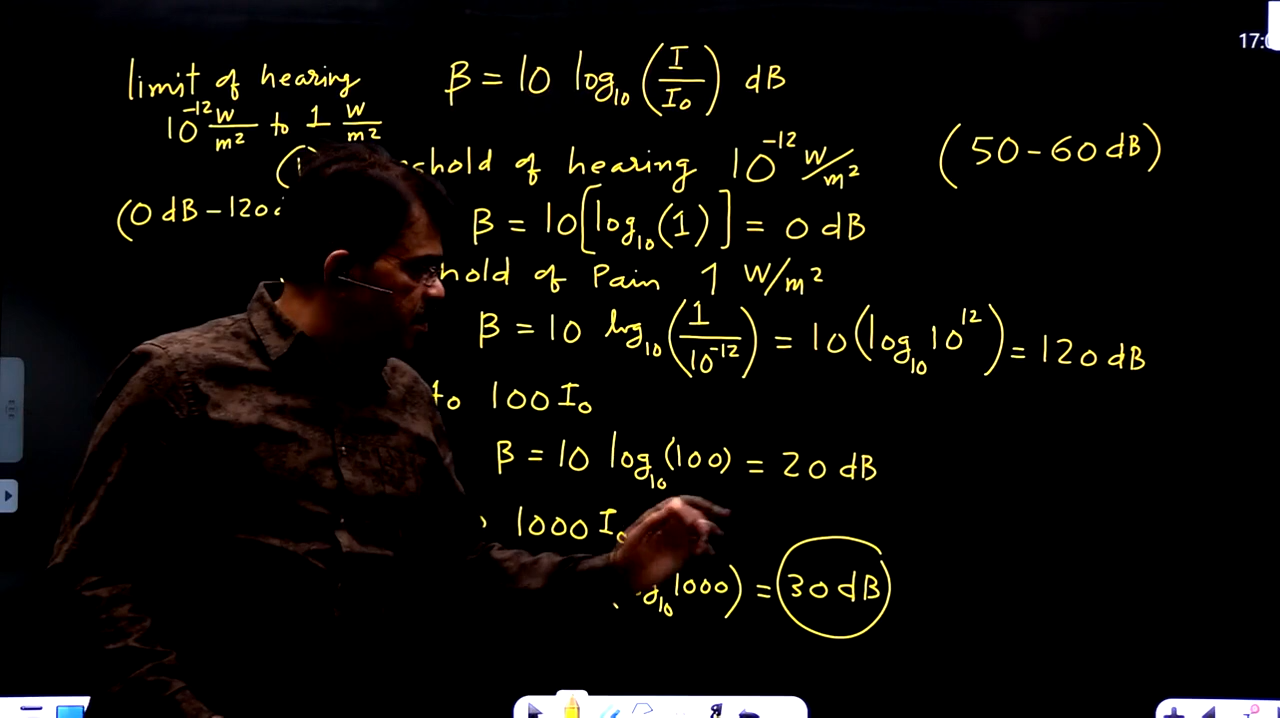 17:
limit of hearing
10⁻¹² W/m² to 1 W/m²
(0 dB – 120
β = 10 log₁₀ (I/I₀) dB
shold of hearing 10⁻¹² W/m²
(50 – 60 dB)
β = 10[log₁₀(1)] = 0 dB
hold of Pain 1 W/m²
β = 10 log₁₀(1/10⁻¹²) = 10(log₁₀ 10¹²) = 120 dB
to 100 I₀
β = 10 log₁₀(100) = 20 dB
1000 I₀
10 1000) = 30 dB